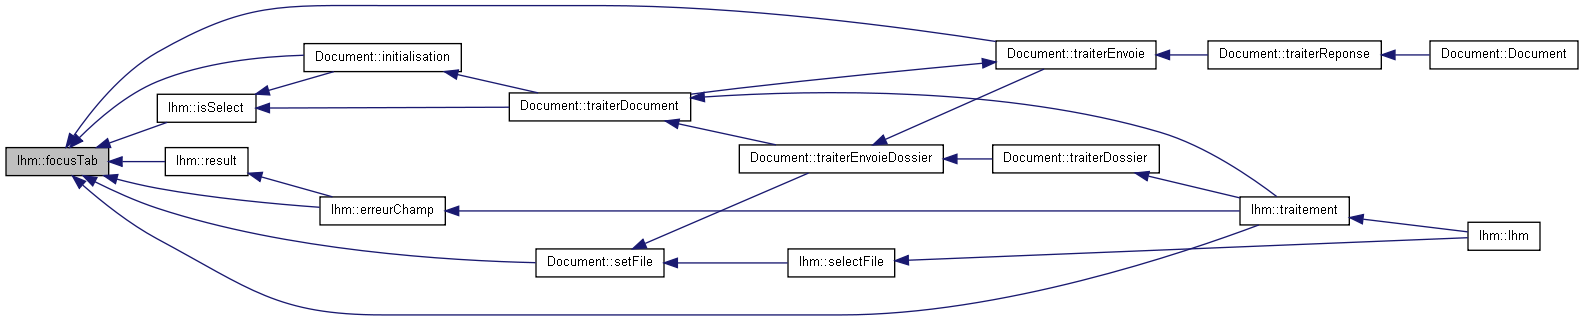 Ihm::focusTab
Document::initialisation
Ihm::isSelect
Ihm::result
Ihm::erreurChamp
Document::traiterDocument
Document::setFile
Document::traiterEnvoieDossier
Ihm::selectFile
Document::traiterEnvoie
Document::traiterDossier
Document::traiterReponse
Ihm::traitement
Document::Document
Ihm::Ihm